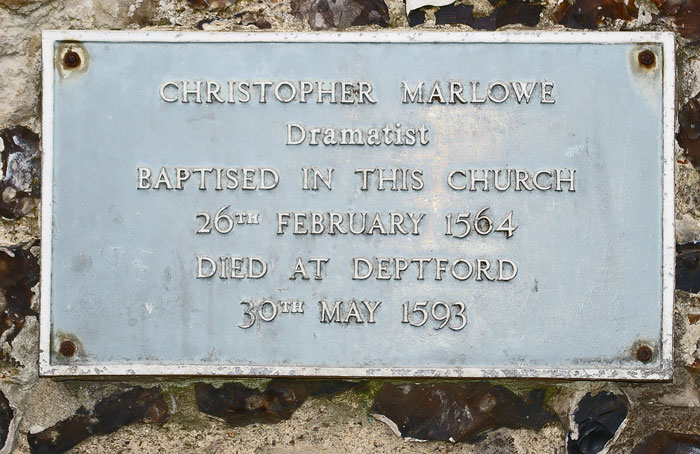 CHRISTOPHER MARLOWE
Dramatist
BAPTISED IN THIS CHURCH
26TH FEBRUARY 1564
DIED AT DEPTFORD
30TH MAY 1593